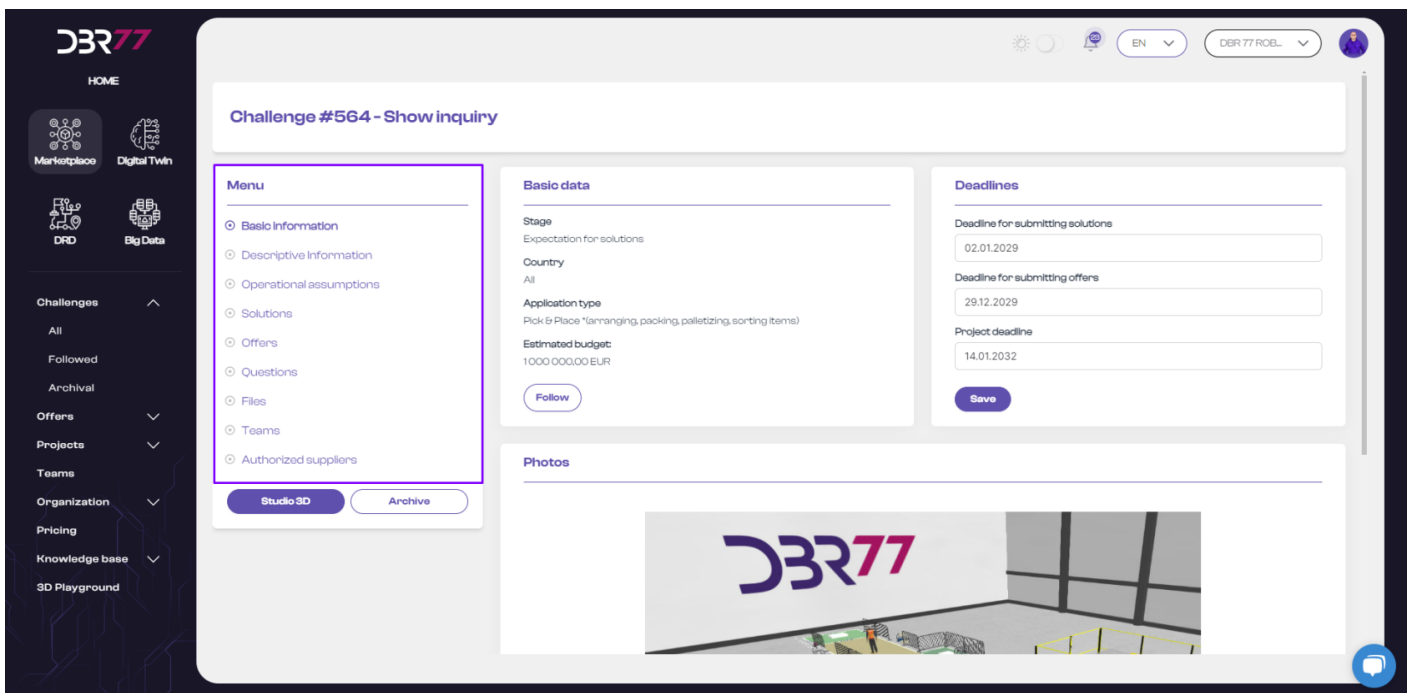 DBR77
HOME
Marketplace
Digital Twin
DRD
Big Data
Challenges
All
Followed
Archival
Offers
Projects
Teams
Organization
Pricing
Knowledge base
3D Playground
23
EN
DBR 77 ROB...
Challenge #564 - Show inquiry
Menu
Basic information
Descriptive Information
Operational assumptions
Solutions
Offers
Questions
Files
Teams
Authorized suppliers
Studio 3D
Archive
Basic data
Stage
Expectation for solutions
Country
All
Application type
Pick & Place *(arranging, packing, palletizing, sorting items)
Estimated budget:
1 000 000,00 EUR
Follow
Deadlines
Deadline for submitting solutions
02.01.2029
Deadline for submitting offers
29.12.2029
Project deadline
14.01.2032
Save
Photos
DBR77